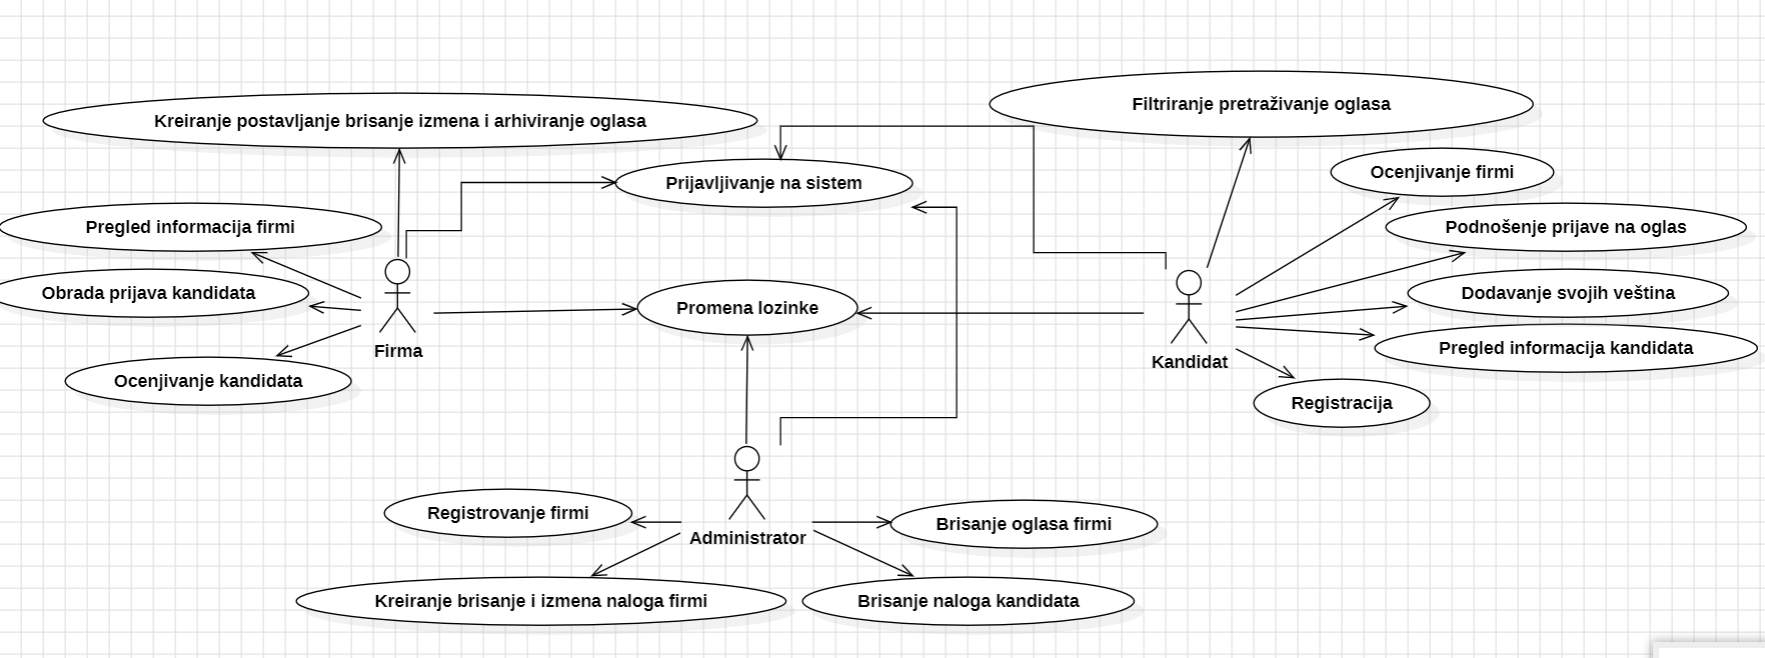 Filtriranje pretraživanje oglasa
Kreiranje postavljanje brisanje izmena i arhiviranje oglasa
Ocenjivanje firmi
Prijavljivanje na sistem
Pregled informacija firmi
Podnošenje prijave na oglas
Obrada prijava kandidata
Dodavanje svojih veština
Promena lozinke
Firma
Pregled informacija kandidata
Kandidat
Ocenjivanje kandidata
Registracija
Registrovanje firmi
Brisanje oglasa firmi
Administrator
Kreiranje brisanje i izmena naloga firmi
Brisanje naloga kandidata